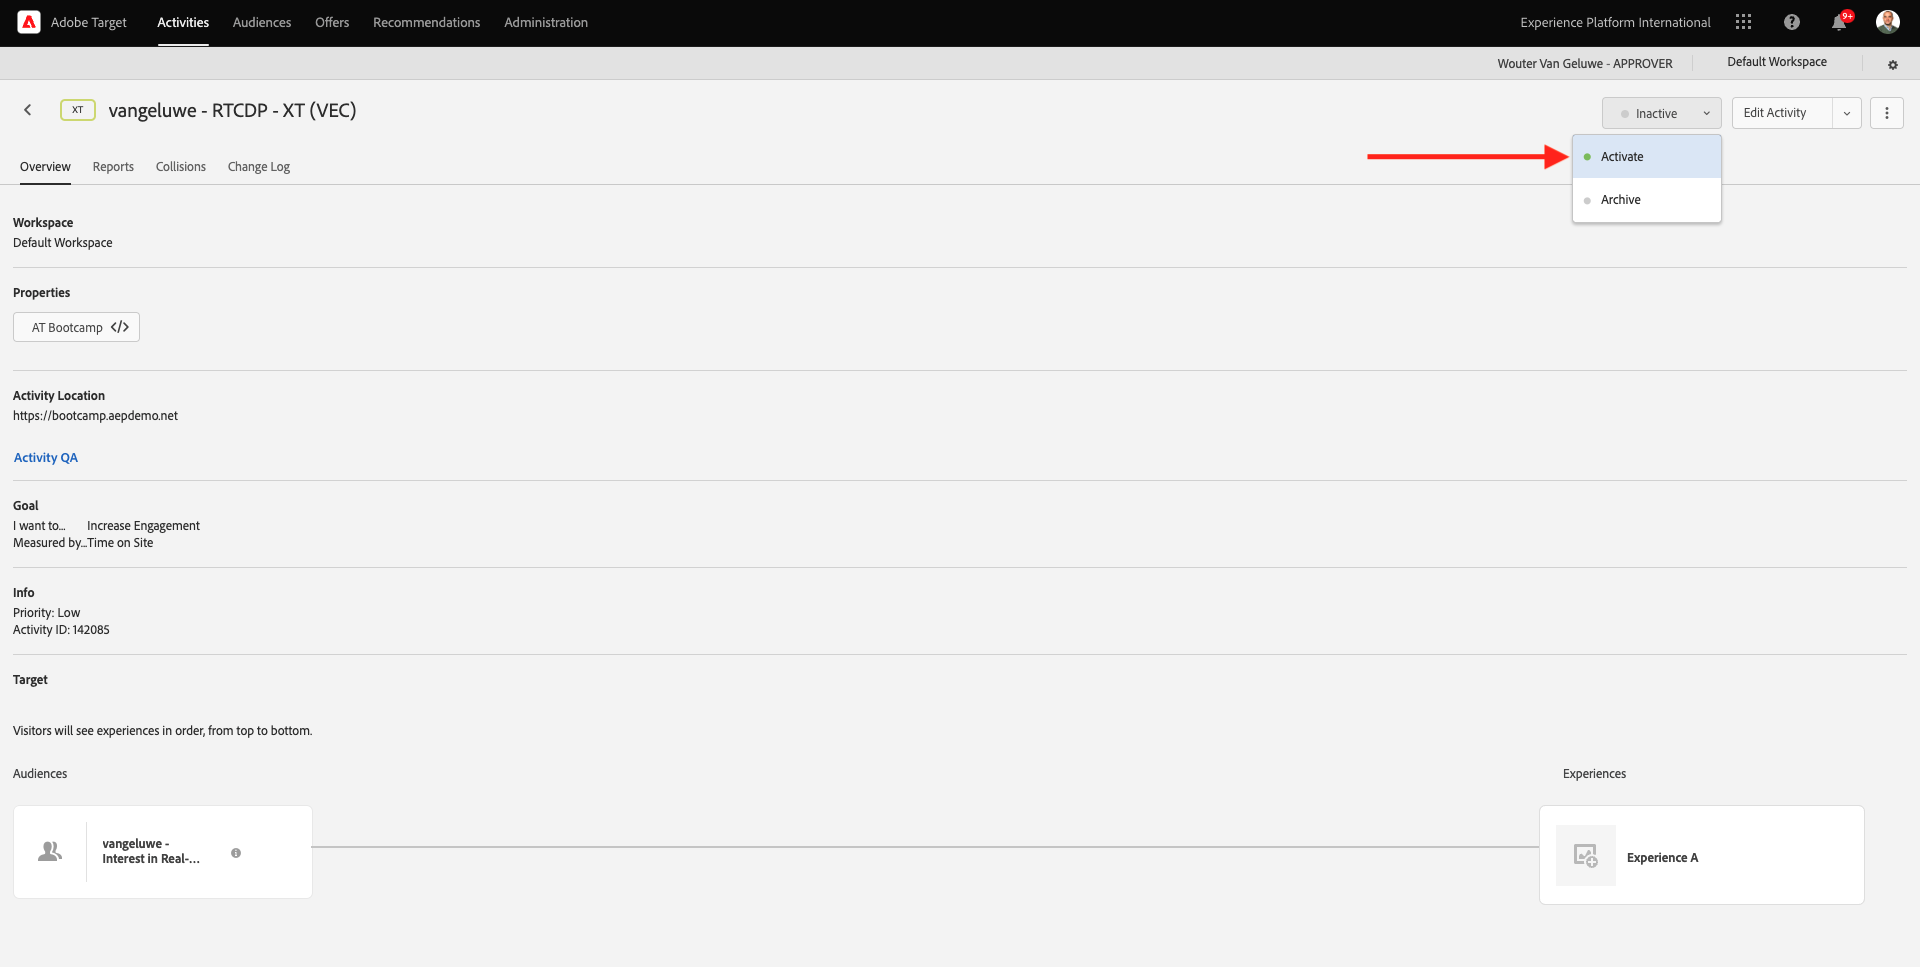 Adobe Target
Activities
Audiences
Offers
Recommendations
Administration
Experience Platform International
9+
Wouter Van Geluwe - APPROVER
Default Workspace
XT
vangeluwe - RTCDP - XT (VEC)
Inactive
Edit Activity
Activate
Archive
Overview
Reports
Collisions
Change Log
Workspace
Default Workspace
Properties
AT Bootcamp </>
Activity Location
https://bootcamp.aepdemo.net
Activity QA
Goal
I want to... Increase Engagement
Measured by...Time on Site
Info
Priority: Low
Activity ID: 142085
Target
Visitors will see experiences in order, from top to bottom.
Audiences
Experiences
vangeluwe -
Interest in Real-...
Experience A